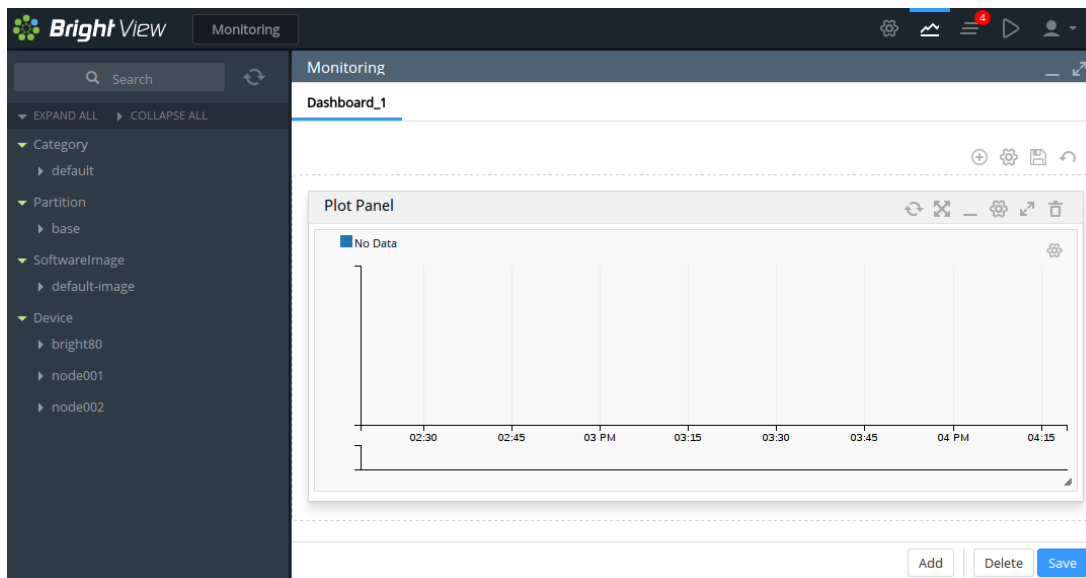 Bright View
Monitoring
4
Search
EXPAND ALL COLLAPSE ALL
Category
default
Partition
base
SoftwareImage
default-image
Device
bright80
node001
node002
Monitoring
Dashboard_1
Plot Panel
No Data
02:30 02:45 03 PM 03:15 03:30 03:45 04 PM 04:15
Add Delete Save